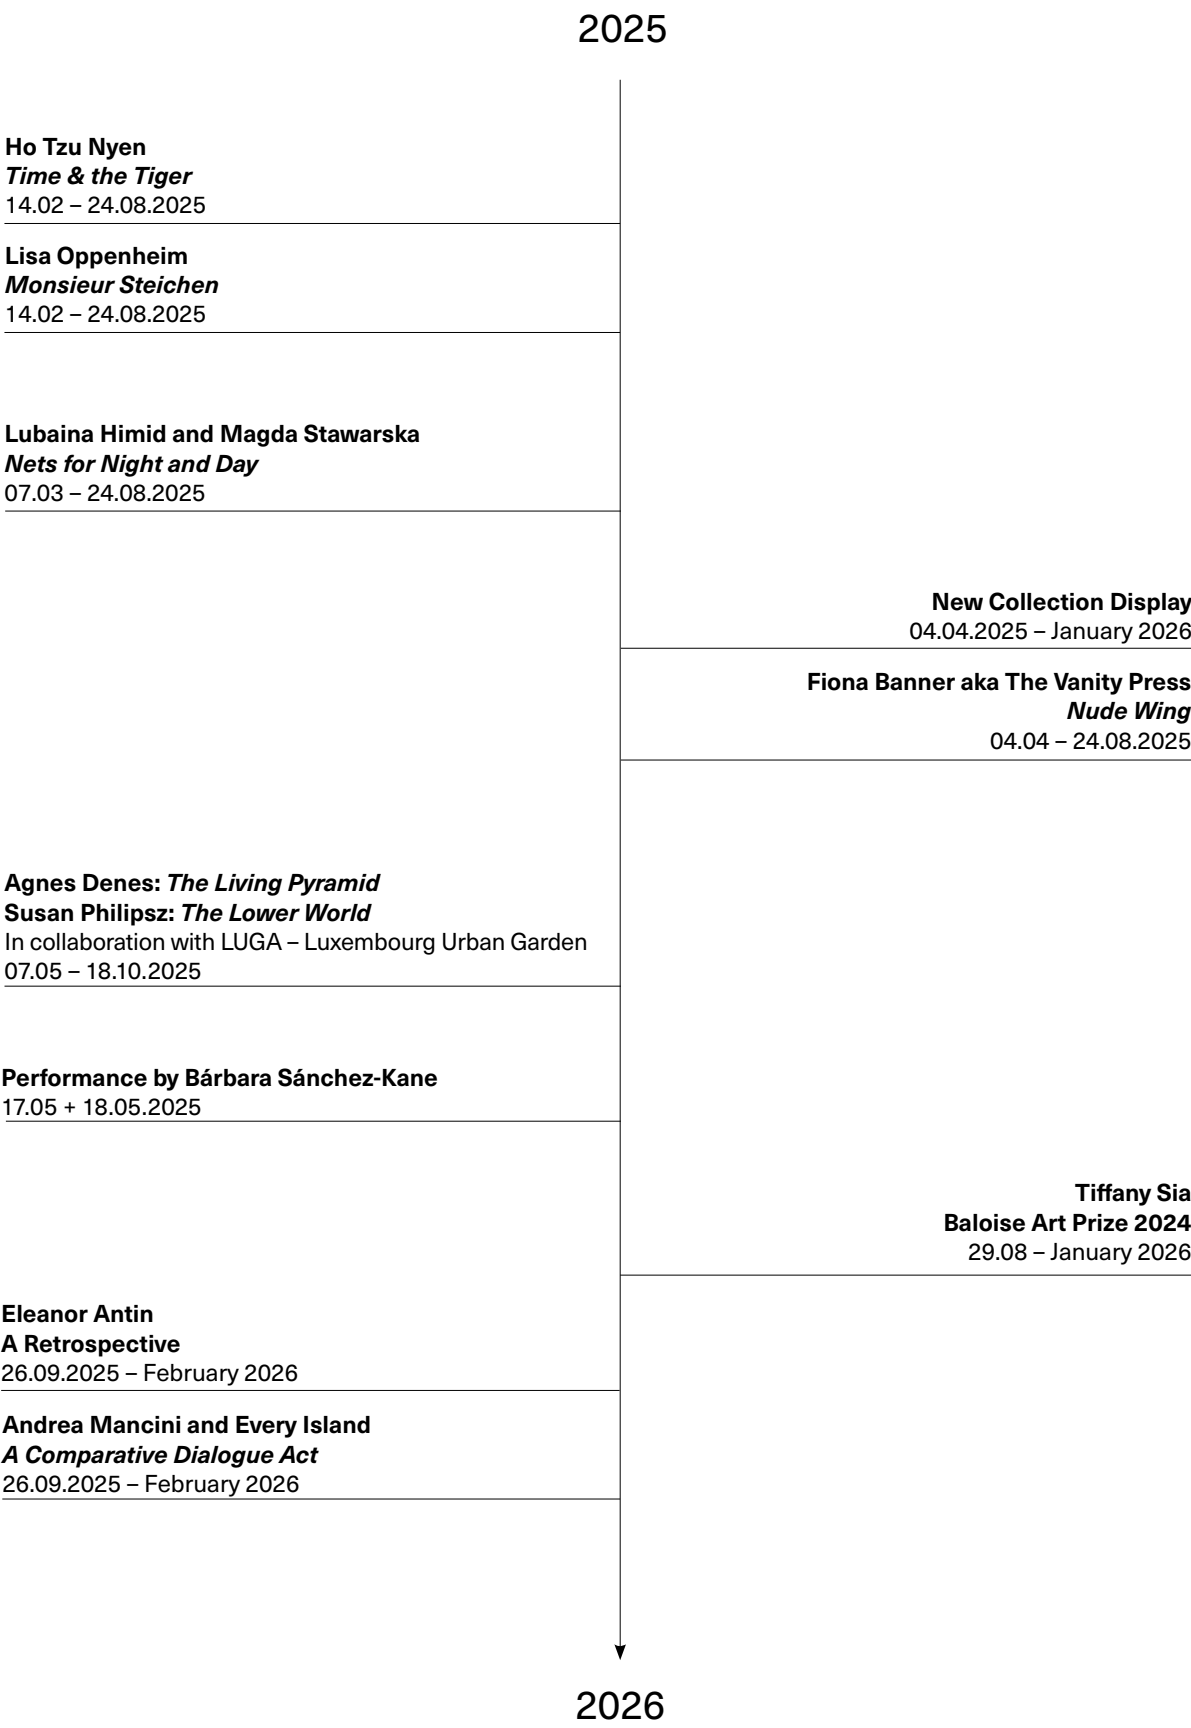 2025
Ho Tzu Nyen
Time & the Tiger
14.02 – 24.08.2025
Lisa Oppenheim
Monsieur Steichen
14.02 – 24.08.2025
Lubaina Himid and Magda Stawarska
Nets for Night and Day
07.03 – 24.08.2025
New Collection Display
04.04.2025 – January 2026
Fiona Banner aka The Vanity Press
Nude Wing
04.04 – 24.08.2025
Agnes Denes: The Living Pyramid
Susan Philipsz: The Lower World
In collaboration with LUGA – Luxembourg Urban Garden
07.05 – 18.10.2025
Performance by Bárbara Sánchez-Kane
17.05 + 18.05.2025
Tiffany Sia
Baloise Art Prize 2024
29.08 – January 2026
Eleanor Antin
A Retrospective
26.09.2025 – February 2026
Andrea Mancini and Every Island
A Comparative Dialogue Act
26.09.2025 – February 2026
2026